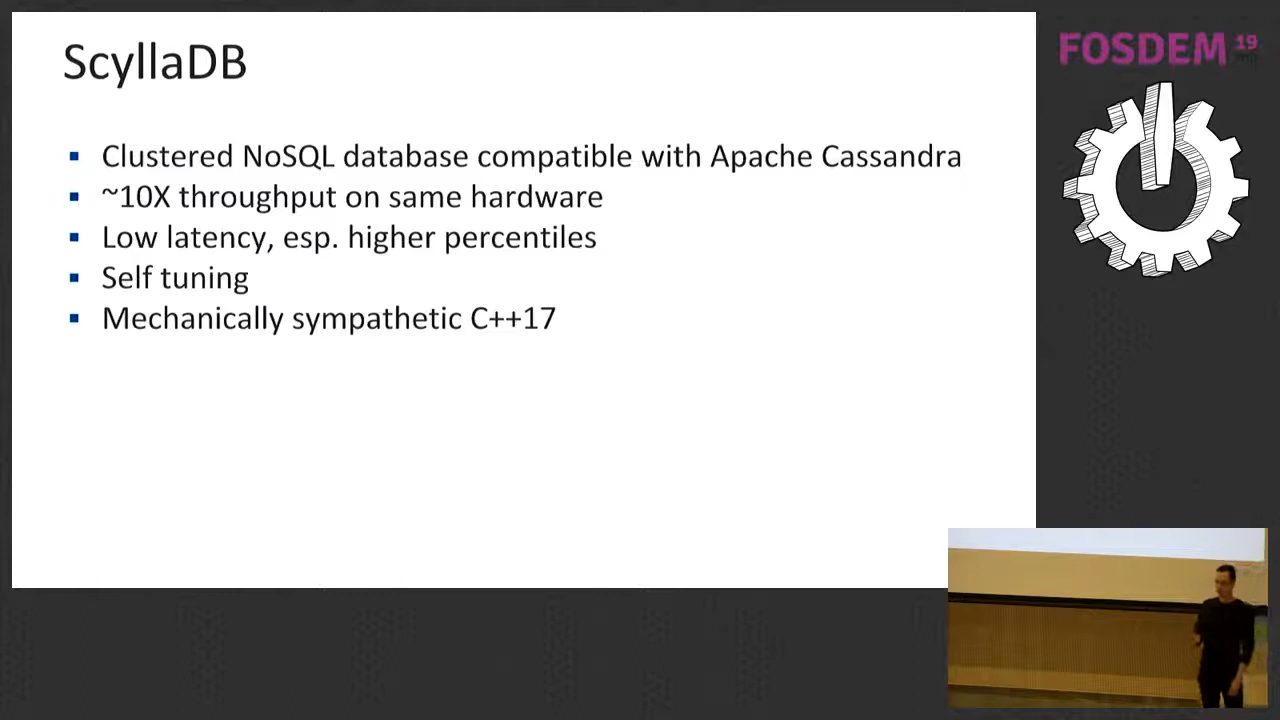 ScyllaDB
Clustered NoSQL database compatible with Apache Cassandra
~10X throughput on same hardware
Low latency, esp. higher percentiles
Self tuning
Mechanically sympathetic C++17
FOSDEM 19